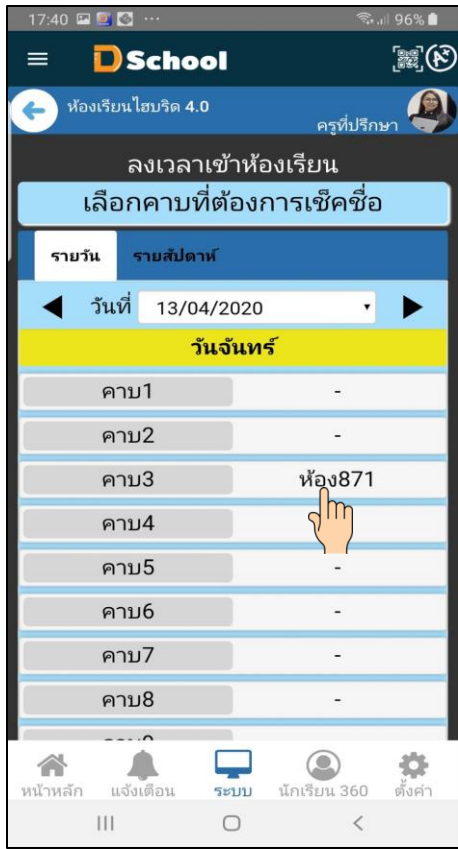 17:40 ... 96%
D School
A+
ห้องเรียนไฮบริด 4.0
ครูที่ปรึกษา
ลงเวลาเข้าห้องเรียน
เลือกคาบที่ต้องการเช็คชื่อ
รายวัน รายสัปดาห์
วันที่ 13/04/2020
วันจันทร์
คาบ1 -
คาบ2 -
คาบ3 ห้อง871
คาบ4
คาบ5 -
คาบ6 -
คาบ7 -
คาบ8 -
หน้าหลัก แจ้งเตือน ระบบ นักเรียน 360 ตั้งค่า